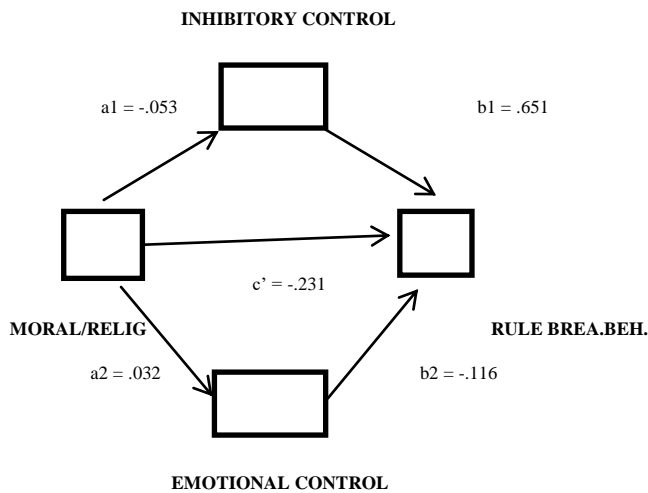 INHIBITORY CONTROL
a1 = -.053
b1 = .651
c’ = -.231
MORAL/RELIG
RULE BREA.BEH.
a2 = .032
b2 = -.116
EMOTIONAL CONTROL